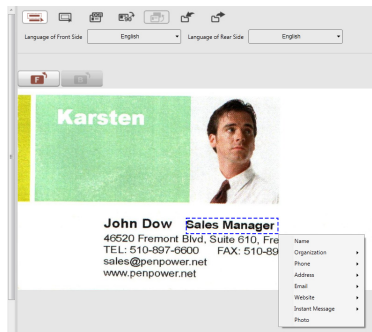 Language of Front Side English Language of Rear Side English
F
Karsten
John Dow Sales Manager
46520 Fremont Blvd, Suite 610, Fre
TEL: 510-897-6600 FAX: 510-89
sales@penpower.net
www.penpower.net
Name
Organization
Phone
Address
Email
Website
Instant Message
Photo